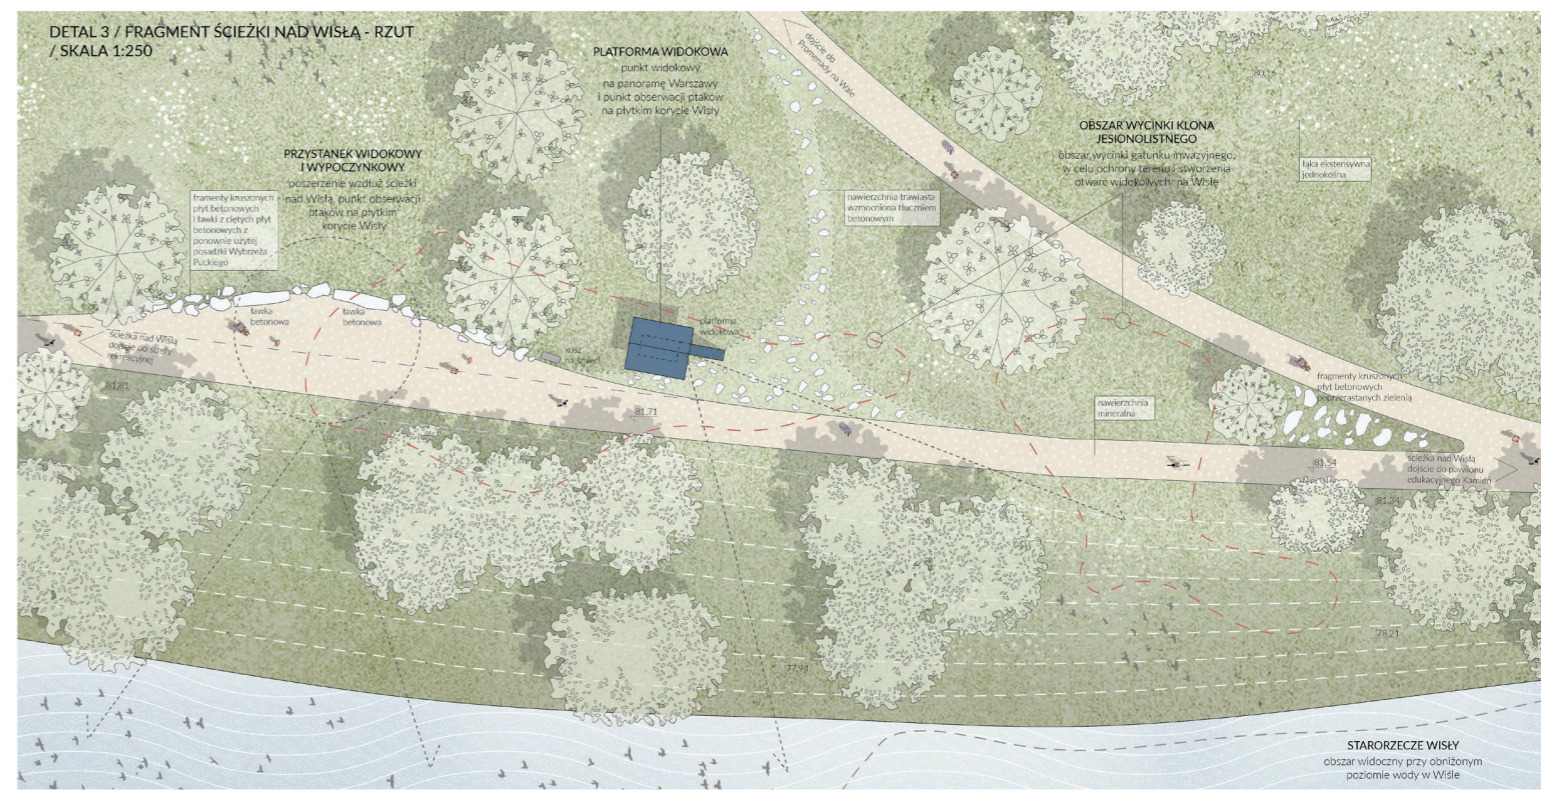 DETAL 3 / FRAGMENT ŚCIEŻKI NAD WISŁĄ - RZUT
/ SKALA 1:250
PLATFORMA WIDOKOWA
punkt widokowy
na panoramę Warszawy
i punkt obserwacji ptaków
na płytkim korycie Wisły
dojście do
Promenady na Wale
80.16
OBSZAR WYCINKI KLONA
JESIONOLISTNEGO
obszar wycinki gatunku inwazyjnego,
w celu ochrony terenu i stworzenia
otwarć widokowych na Wisłę
łąka ekstensywna
jednokośna
PRZYSTANEK WIDOKOWY
I WYPOCZYNKOWY
poszerzenie wzdłuż ścieżki
nad Wisłą, punkt obserwacji
ptaków na płytkim
korycie Wisły
framenty kruszonych
płyt betonowych
i ławki z ciętych płyt
betonowych z
ponownie użytej
posadzki Wybrzeża
Puckiego
nawierzchnia trawiasta
wzmocniona tłuczniem
betonowym
ławka
betonowa
ławka
betonowa
platforma
widokowa
kosz
na śmieci
ścieżka nad Wisłą
dojście do strefy
rekreacyjnej
81.81
81.71
fragmenty kruszonych
płyt betonowych
poprzerastanych zielenią
nawierzchnia
mineralna
81.54
ścieżka nad Wisłą
dojście do pawilonu
edukacyjnego Kamień
81.34
78.21
77.94
STARORZECZE WISŁY
obszar widoczny przy obniżonym
poziomie wody w Wiśle